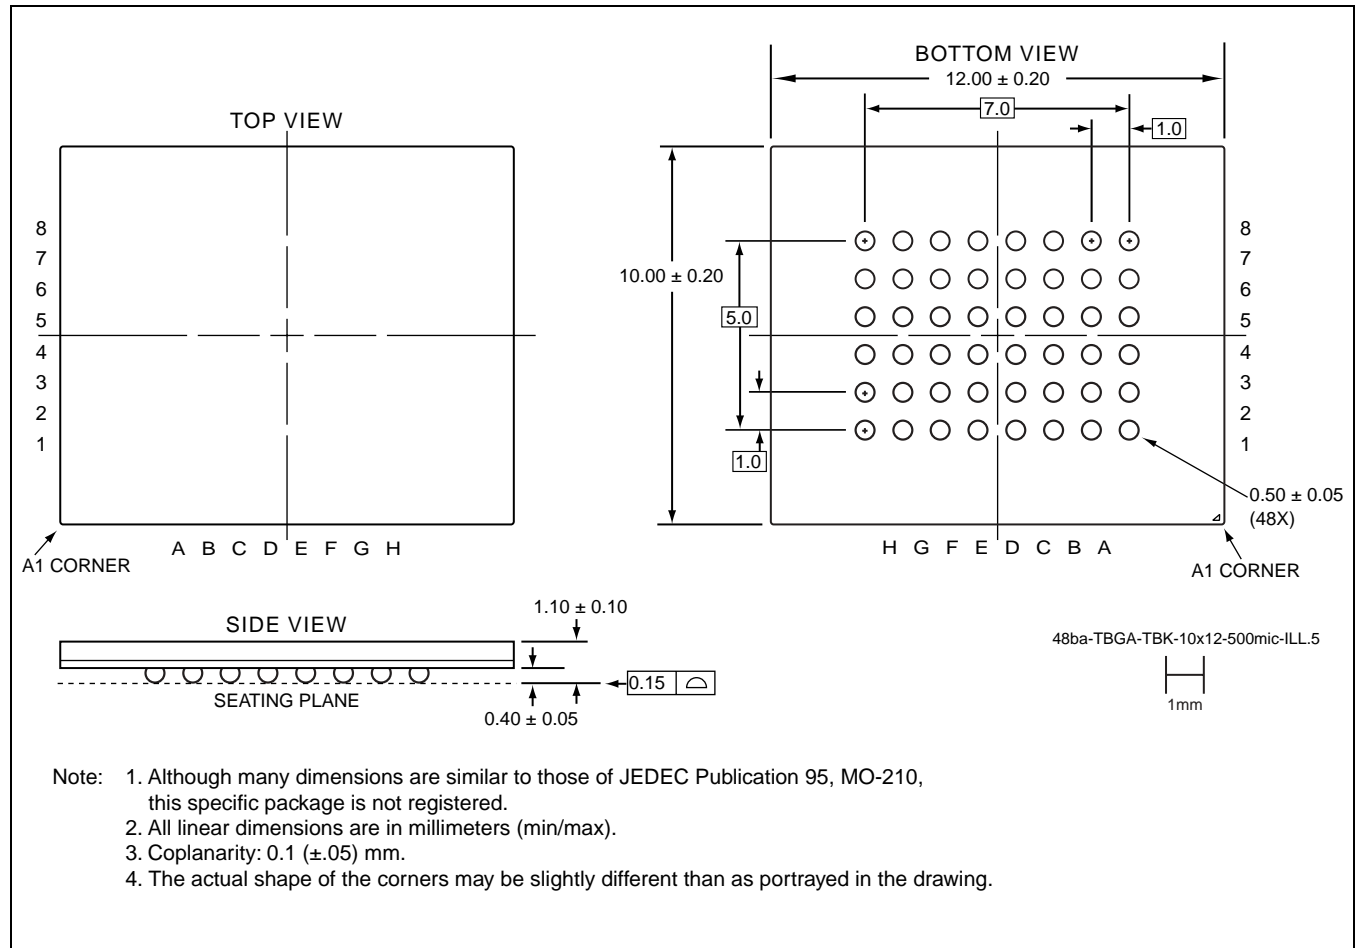 BOTTOM VIEW
12.00 ± 0.20
7.0
1.0
TOP VIEW
8
7
6
5
4
3
2
1
A B C D E F G H
A1 CORNER
10.00 ± 0.20
5.0
1.0
8
7
6
5
4
3
2
1
0.50 ± 0.05
(48X)
H G F E D C B A
A1 CORNER
SIDE VIEW
1.10 ± 0.10
SEATING PLANE
0.15
0.40 ± 0.05
48ba-TBGA-TBK-10x12-500mic-ILL.5
1mm
Note: 1. Although many dimensions are similar to those of JEDEC Publication 95, MO-210,
this specific package is not registered.
2. All linear dimensions are in millimeters (min/max).
3. Coplanarity: 0.1 (±.05) mm.
4. The actual shape of the corners may be slightly different than as portrayed in the drawing.